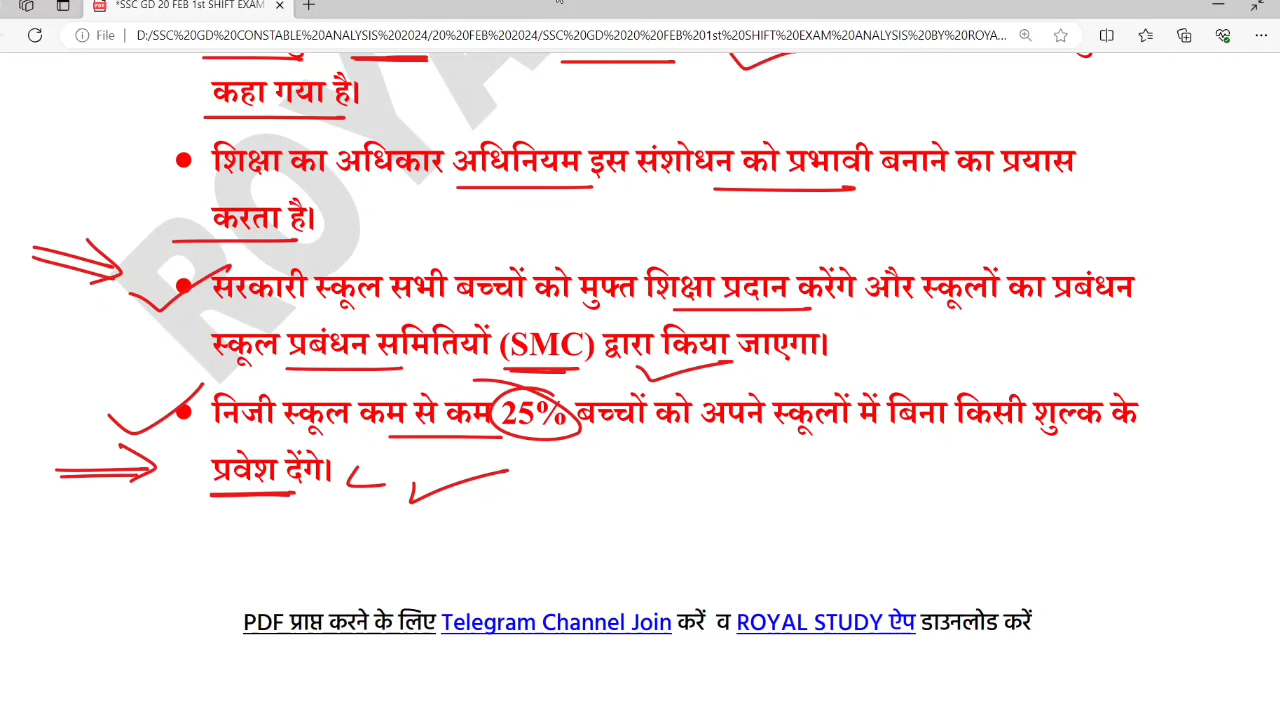 *SSC GD 20 FEB 1st SHIFT EXAM
File D:/SSC%20GD%20CONSTABLE%20ANALYSIS%202024/20%20FEB%202024/SSC%20GD%2020%20FEB%201st%20SHIFT%20EXAM%20ANALYSIS%20BY%20ROYA...
कहा गया है।
• शिक्षा का अधिकार अधिनियम इस संशोधन को प्रभावी बनाने का प्रयास
करता है।
• सरकारी स्कूल सभी बच्चों को मुफ्त शिक्षा प्रदान करेंगे और स्कूलों का प्रबंधन
स्कूल प्रबंधन समितियों (SMC) द्वारा किया जाएगा।
• निजी स्कूल कम से कम 25% बच्चों को अपने स्कूलों में बिना किसी शुल्क के
प्रवेश देंगे।
PDF प्राप्त करने के लिए Telegram Channel Join करें व ROYAL STUDY ऐप डाउनलोड करें